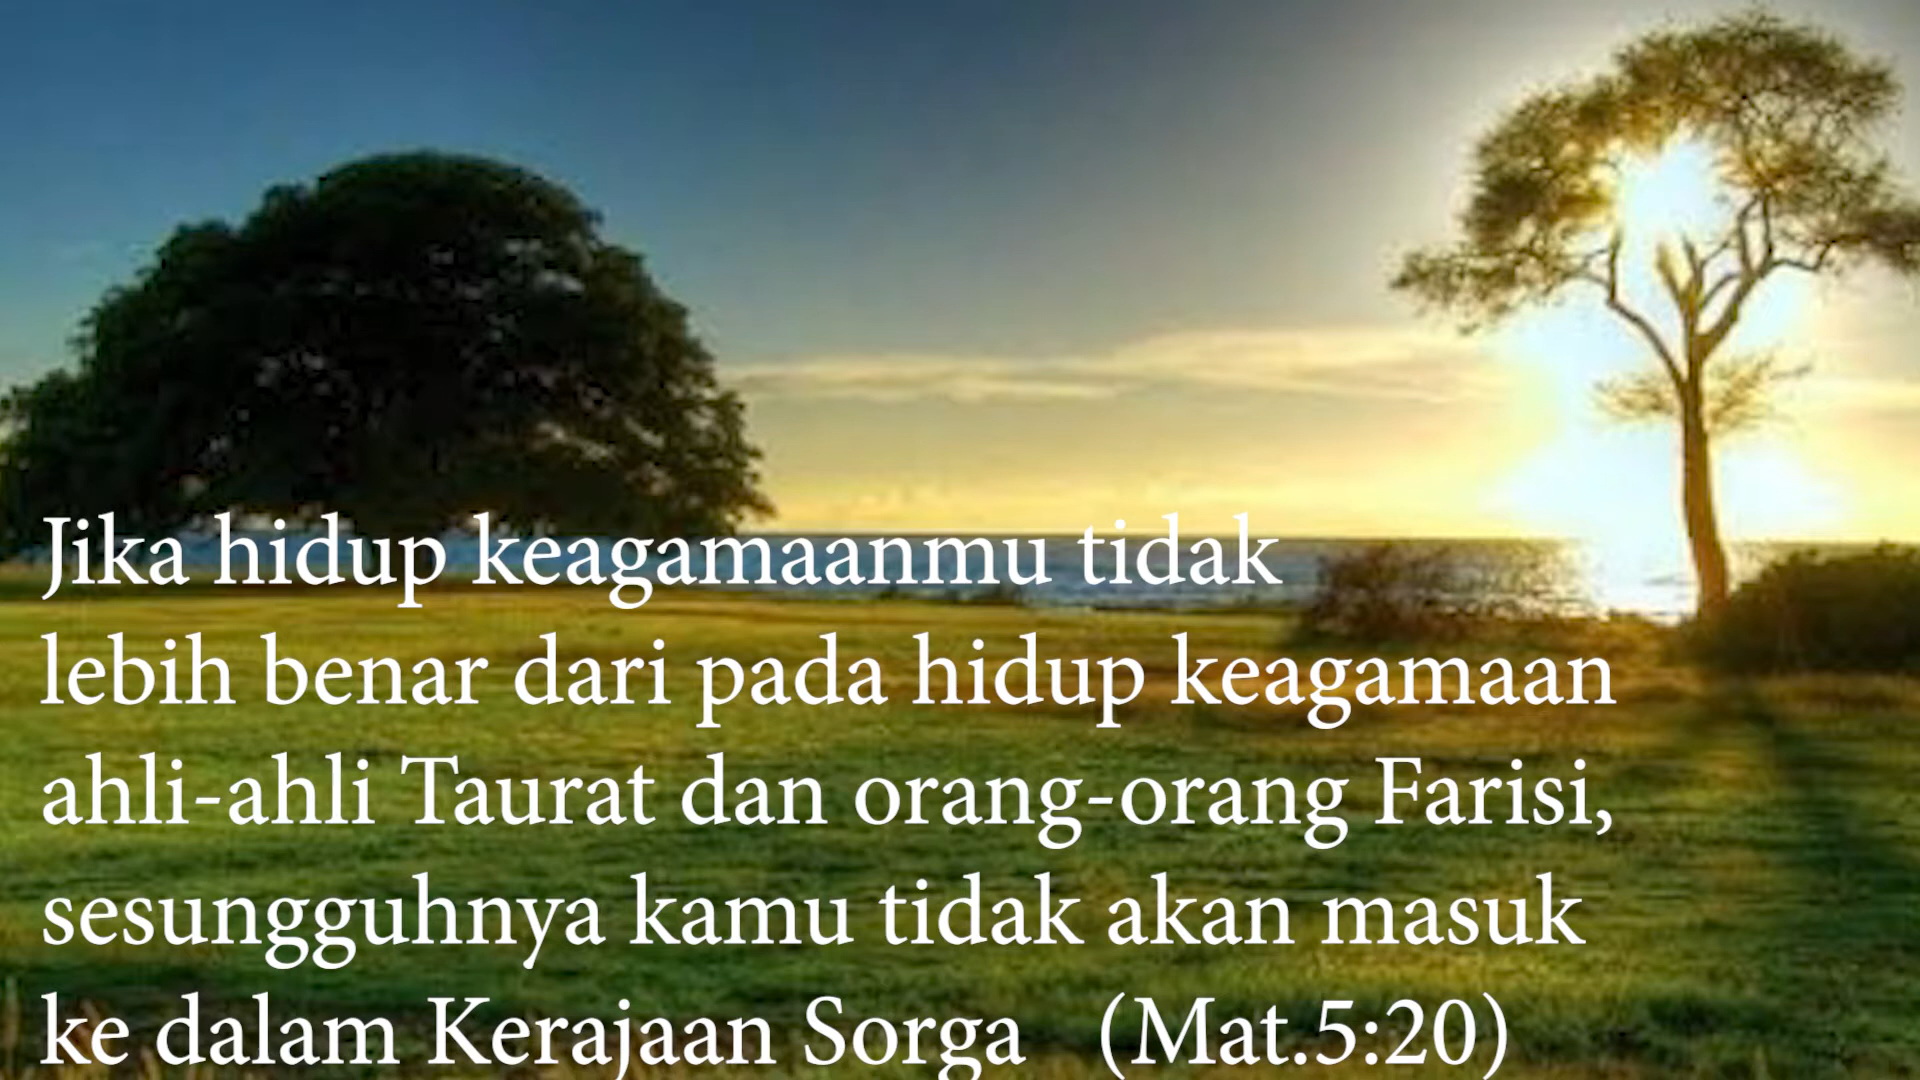 Jika hidup keagamaanmu tidak
lebih benar dari pada hidup keagamaan
ahli-ahli Taurat dan orang-orang Farisi,
sesungguhnya kamu tidak akan masuk
ke dalam Kerajaan Sorga (Mat.5:20)